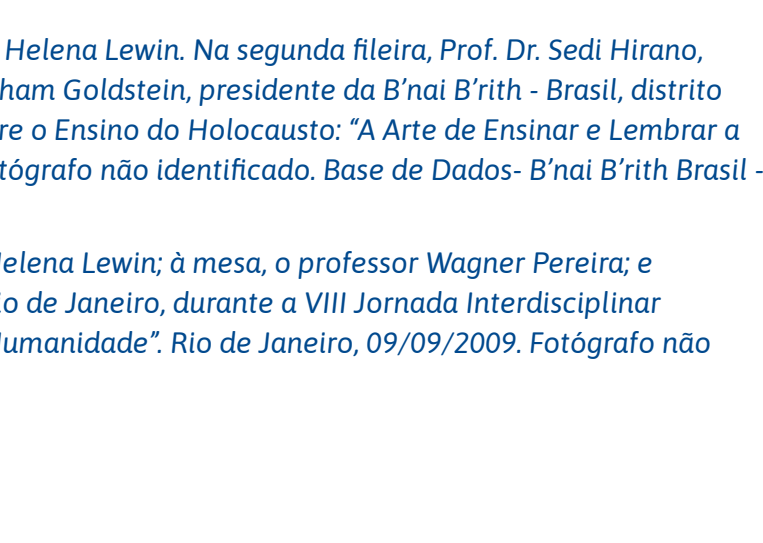 Helena Lewin. Na segunda fileira, Prof. Dr. Sedi Hirano,
ham Goldstein, presidente da B’nai B’rith - Brasil, distrito
re o Ensino do Holocausto: “A Arte de Ensinar e Lembrar a
tógrafo não identificado. Base de Dados- B’nai B’rith Brasil -
elena Lewin; à mesa, o professor Wagner Pereira; e
io de Janeiro, durante a VIII Jornada Interdisciplinar
umanidade”. Rio de Janeiro, 09/09/2009. Fotógrafo não